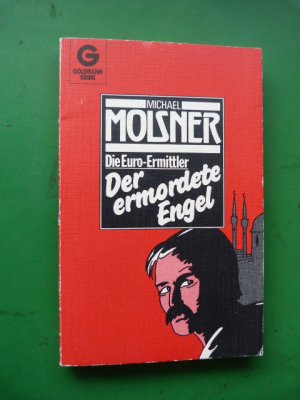 G
GOLDMANN
KRIMI
MICHAEL
MOLSNER
Die Euro-Ermittler
Der
ermordete
Engel